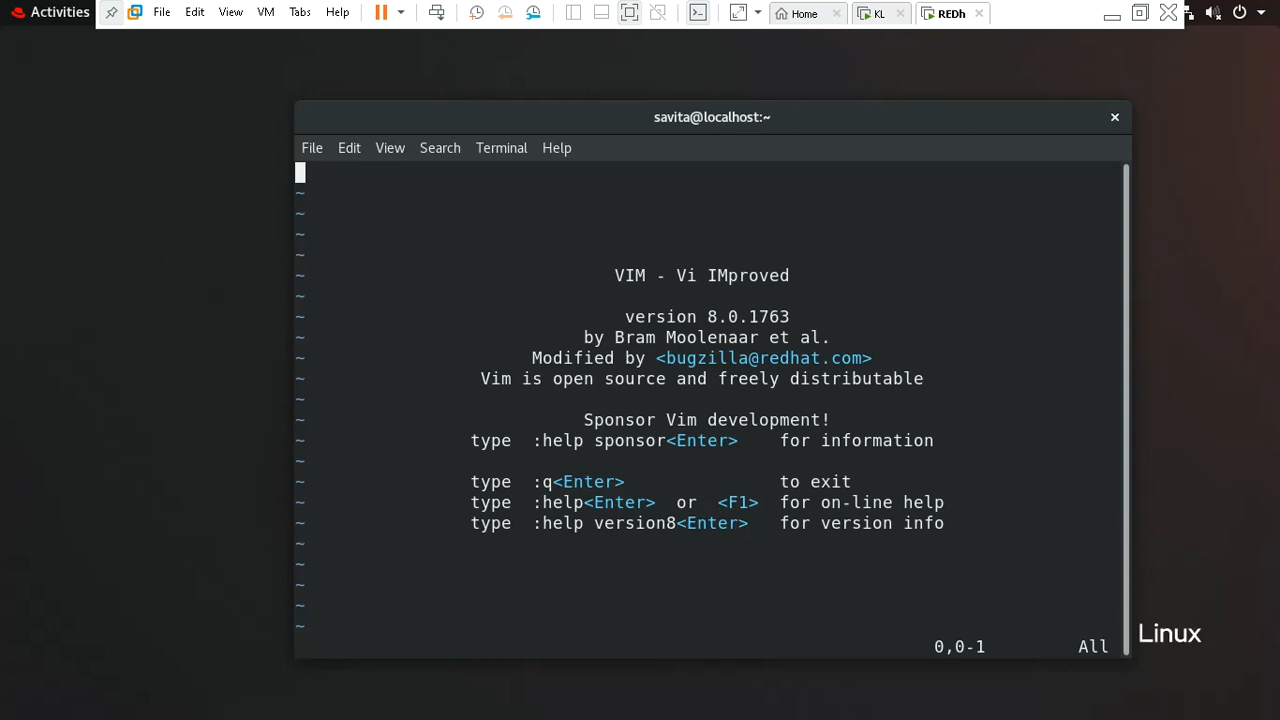 Activities File Edit View VM Tabs Help Home KL REDh
savita@localhost:~
File Edit View Search Terminal Help
~
~
~
~
~ VIM - Vi IMproved
~
~ version 8.0.1763
~ by Bram Moolenaar et al.
~ Modified by <bugzilla@redhat.com>
~ Vim is open source and freely distributable
~
~ Sponsor Vim development!
~ type :help sponsor<Enter> for information
~
~ type :q<Enter> to exit
~ type :help<Enter> or <F1> for on-line help
~ type :help version8<Enter> for version info
~
~
~
~
~
0,0-1 All
Linux